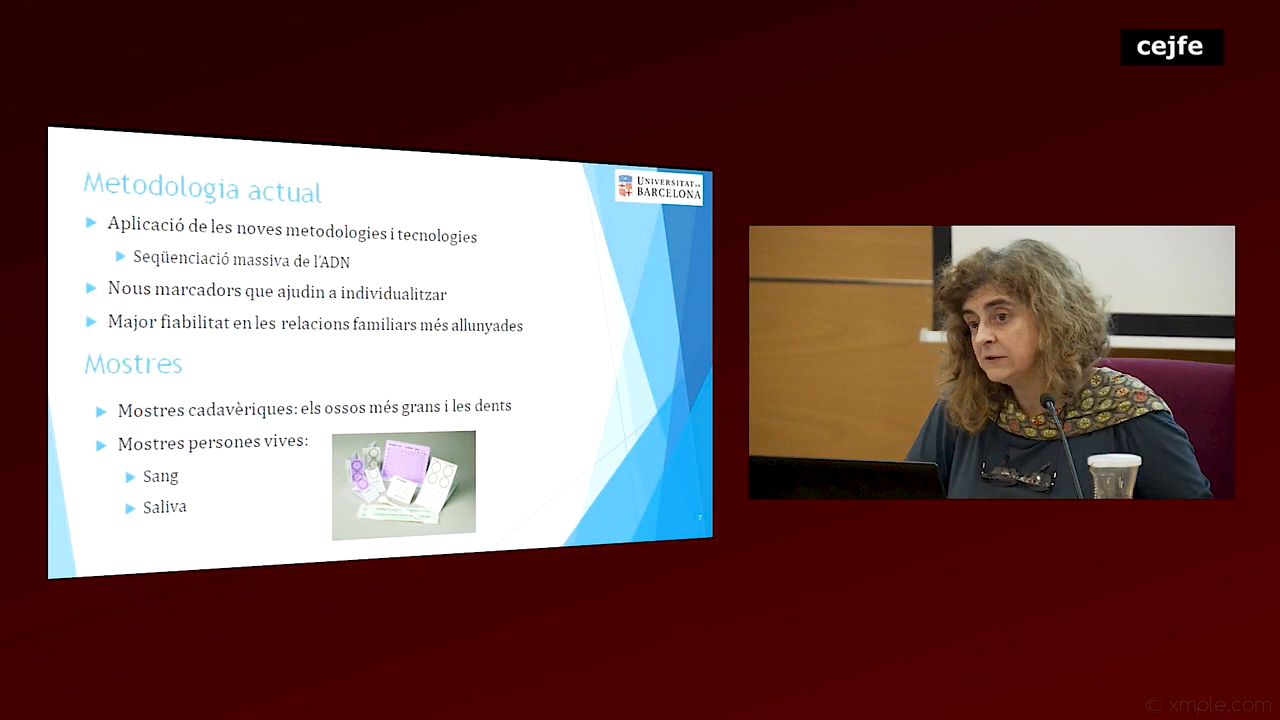 cejfe
Metodologia actual
UNIVERSITAT DE
BARCELONA
Aplicació de les noves metodologies i tecnologies
Seqüenciació massiva de l'ADN
Nous marcadors que ajudin a individualitzar
Major fiabilitat en les relacions familiars més allunyades
Mostres
Mostres cadavèriques: els ossos més grans i les dents
Mostres persones vives:
Sang
Saliva
7
© xmple.com